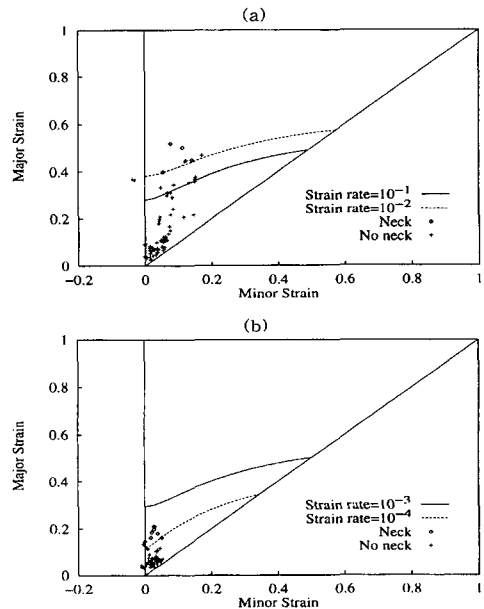 (a)
1
0.8
0.6
0.4
0.2
0
Major Strain
Strain rate=10⁻¹
Strain rate=10⁻²
Neck
No neck
−0.2
0
0.2
0.4
0.6
0.8
1
Minor Strain
(b)
1
0.8
0.6
0.4
0.2
0
Major Strain
Strain rate=10⁻³
Strain rate=10⁻⁴
Neck
No neck
−0.2
0
0.2
0.4
0.6
0.8
1
Minor Strain